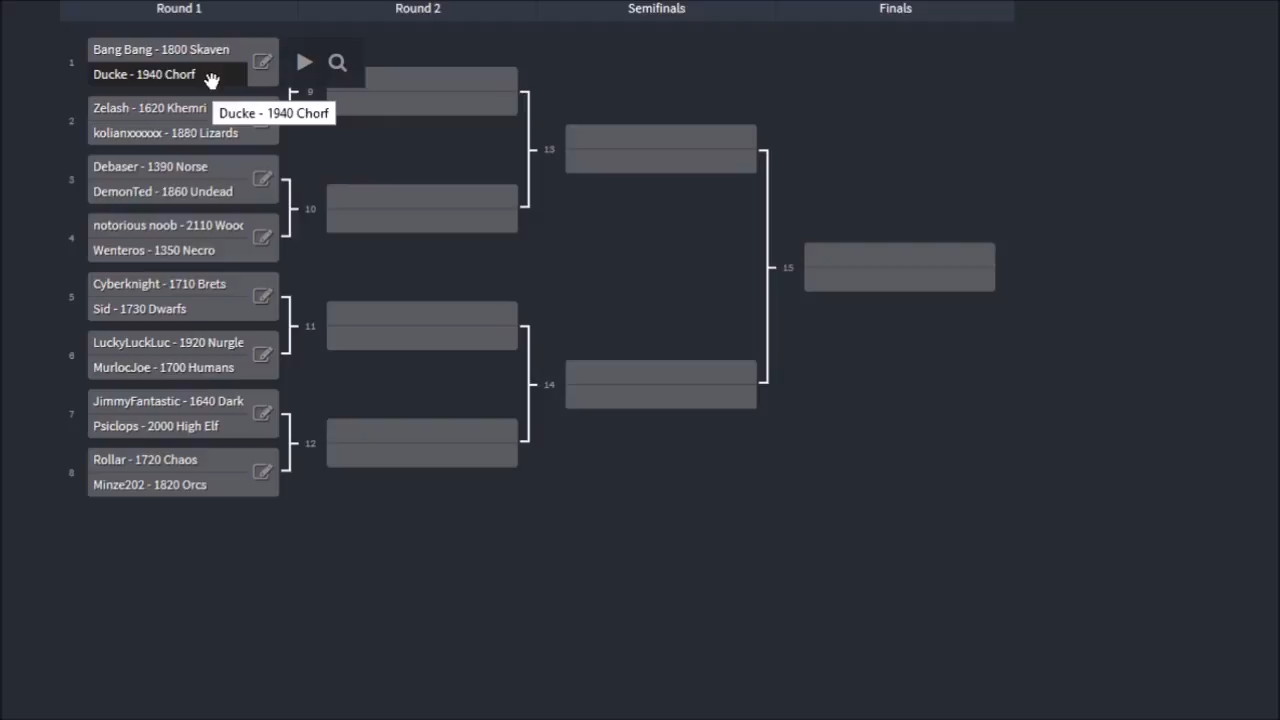 Round 1
Round 2
Semifinals
Finals
1
Bang Bang - 1800 Skaven
Ducke - 1940 Chorf
2
Zelash - 1620 Khemri
kolianxxxxxx - 1880 Lizards
Ducke - 1940 Chorf
9
3
Debaser - 1390 Norse
DemonTed - 1860 Undead
10
4
notorious noob - 2110 Wooc
Wenteros - 1350 Necro
13
5
Cyberknight - 1710 Brets
Sid - 1730 Dwarfs
11
6
LuckyLuckLuc - 1920 Nurgle
MurlocJoe - 1700 Humans
14
15
7
JimmyFantastic - 1640 Dark
Psiclops - 2000 High Elf
12
8
Rollar - 1720 Chaos
Minze202 - 1820 Orcs